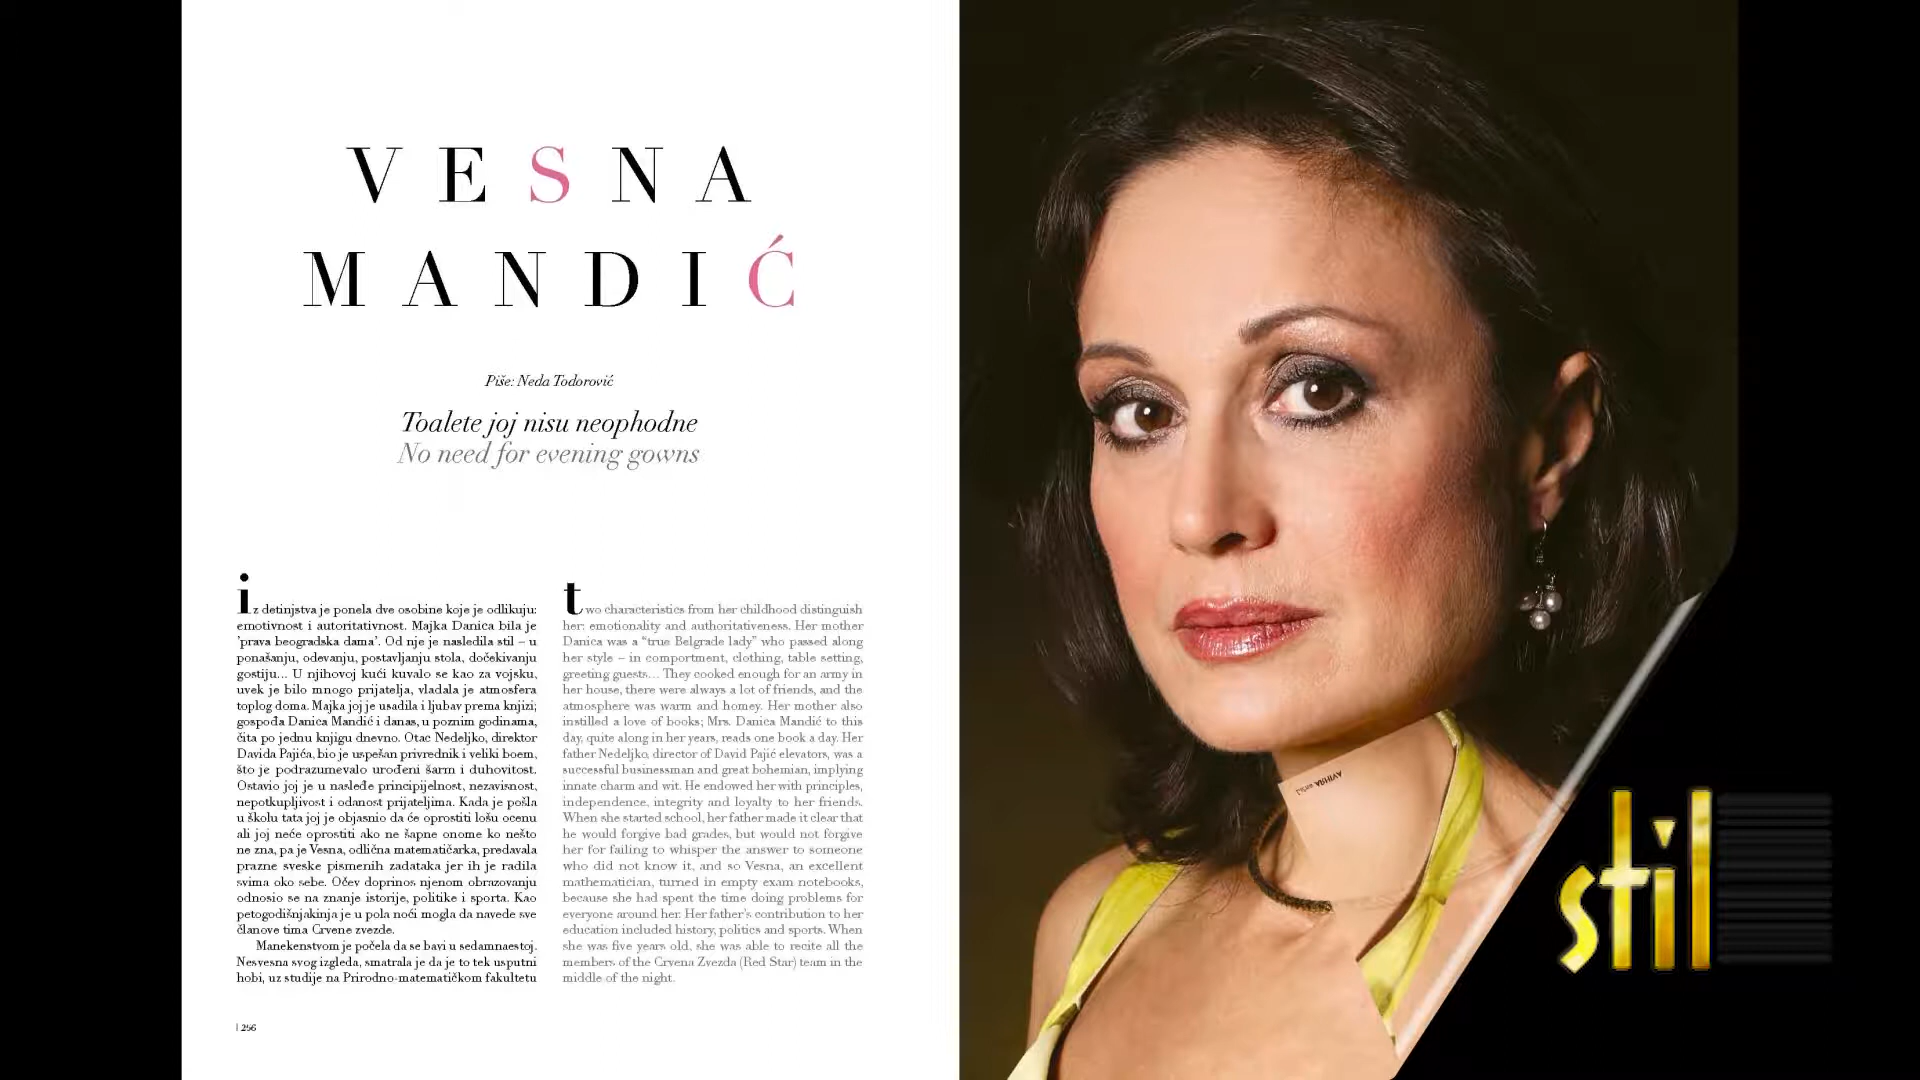 VESNA
MANDIĆ
Piše: Neda Todorović
Toalete joj nisu neophodne
No need for evening gowns
iz detinjstva je ponela dve osobine koje je odlikuju:
emotivnost i autoritativnost. Majka Danica bila je
'prava beogradska dama'. Od nje je nasledila stil – u
ponašanju, odevanju, postavljanju stola, dočekivanju
gostiju... U njihovoj kući kuvalo se kao za vojsku,
uvek je bilo mnogo prijatelja, vladala je atmosfera
toplog doma. Majka joj je usadila i ljubav prema knjizi;
gospođa Danica Mandić i danas, u poznim godinama,
čita po jednu knjigu dnevno. Otac Nedeljko, direktor
Davida Pajića, bio je uspešan privrednik i veliki boem,
što je podrazumevalo urođeni šarm i duhovitost.
Ostavio joj je u nasleđe principijelnost, nezavisnost,
nepotkupljivost i odanost prijateljima. Kada je pošla
u školu tata joj je objasnio da će oprostiti lošu ocenu
ali joj neće oprostiti ako ne šapne onome ko nešto
ne zna, pa je Vesna, odlična matematičarka, predavala
prazne sveske pismenih zadataka jer ih je radila
svima oko sebe. Očev doprinos njenom obrazovanju
odnosio se na znanje istorije, politike i sporta. Kao
petogodišnjakinja je u pola noći mogla da navede sve
članove tima Crvene zvezde.
Manekenstvom je počela da se bavi u sedamnaestoj.
Nesvesna svog izgleda, smatrala je da je to tek usputni
hobi, uz studije na Prirodno-matematičkom fakultetu
two characteristics from her childhood distinguish
her: emotionality and authoritativeness. Her mother
Danica was a “true Belgrade lady” who passed along
her style – in comportment, clothing, table setting,
greeting guests... They cooked enough for an army in
her house, there were always a lot of friends, and the
atmosphere was warm and homey. Her mother also
instilled a love of books; Mrs. Danica Mandić to this
day, quite along in her years, reads one book a day. Her
father Nedeljko, director of David Pajić elevators, was a
successful businessman and great bohemian, implying
innate charm and wit. He endowed her with principles,
independence, integrity and loyalty to her friends.
When she started school, her father made it clear that
he would forgive bad grades, but would not forgive
her for failing to whisper the answer to someone
who did not know it, and so Vesna, an excellent
mathematician, turned in empty exam notebooks,
because she had spent the time doing problems for
everyone around her. Her father's contribution to her
education included history, politics and sports. When
she was five years old, she was able to recite all the
members of the Crvena Zvezda (Red Star) team in the
middle of the night.
| 256
stil